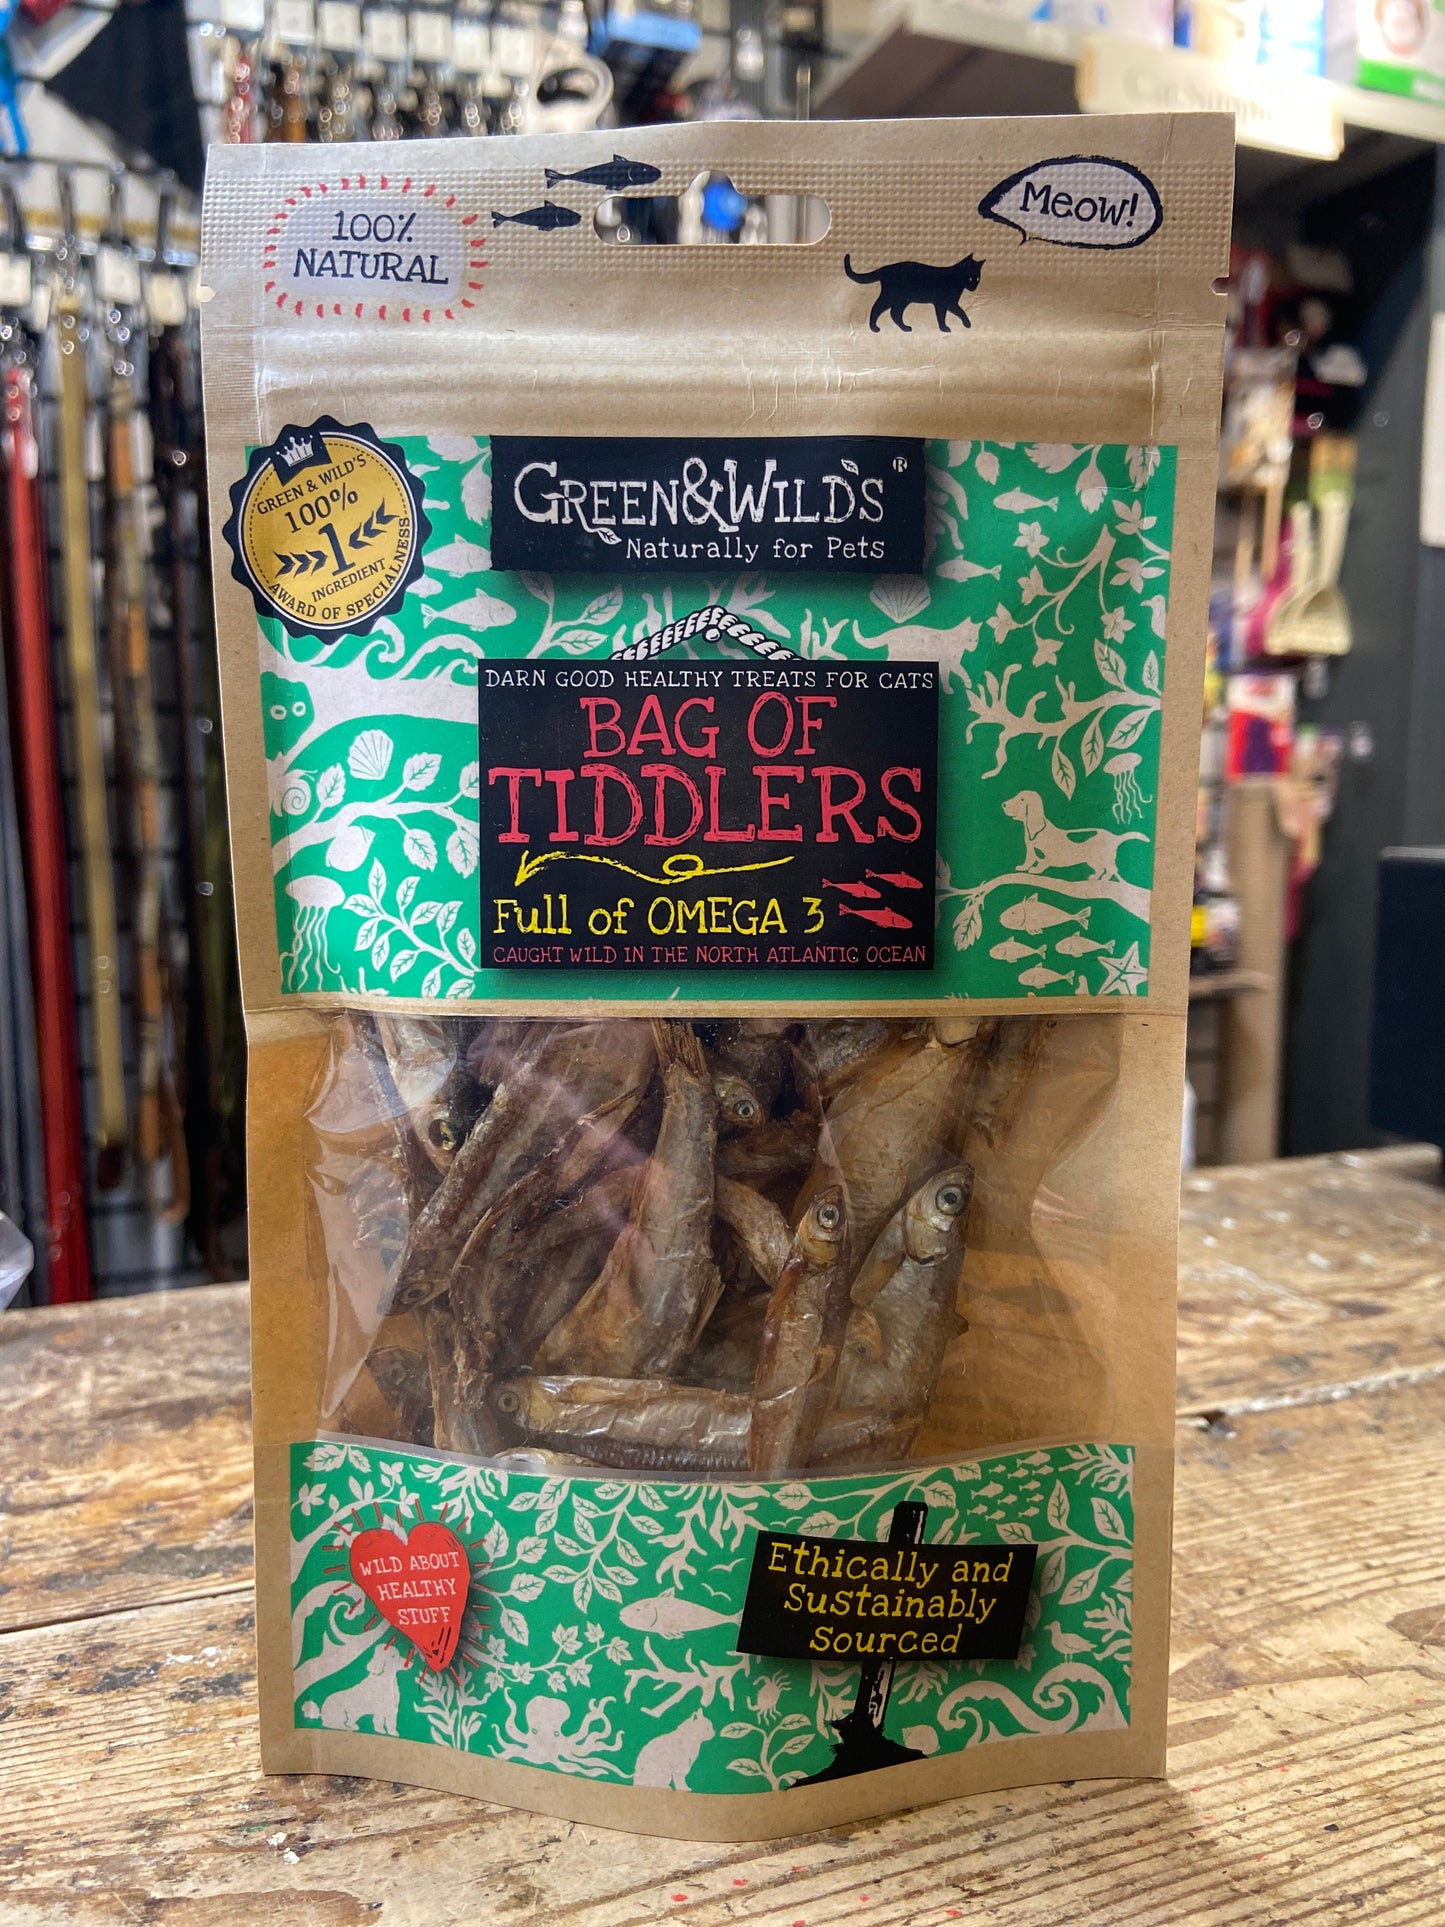 100%
NATURAL
Meow!
GREEN & WILD'S
100%
1
INGREDIENT
AWARD OF SPECIALNESS
GREEN&WILD'S®
Naturally for Pets
DARN GOOD HEALTHY TREATS FOR CATS
BAG OF
TIDDLERS
Full of OMEGA 3
CAUGHT WILD IN THE NORTH ATLANTIC OCEAN
WILD ABOUT
HEALTHY
STUFF
Ethically and
Sustainably
Sourced